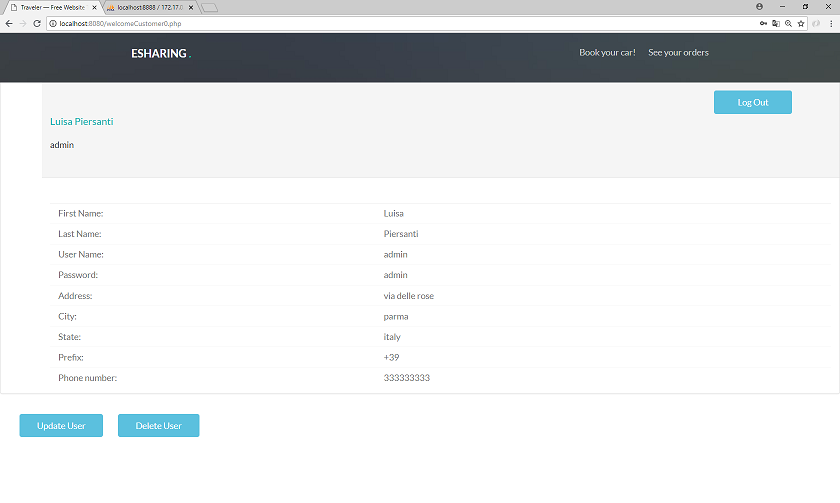 Traveler — Free Website
localhost:8888 / 172.17.0
localhost:8080/welcomeCustomer0.php
ESHARING .
Book your car! See your orders
Log Out
Luisa Piersanti
admin
First Name: Luisa
Last Name: Piersanti
User Name: admin
Password: admin
Address: via delle rose
City: parma
State: italy
Prefix: +39
Phone number: 333333333
Update User Delete User